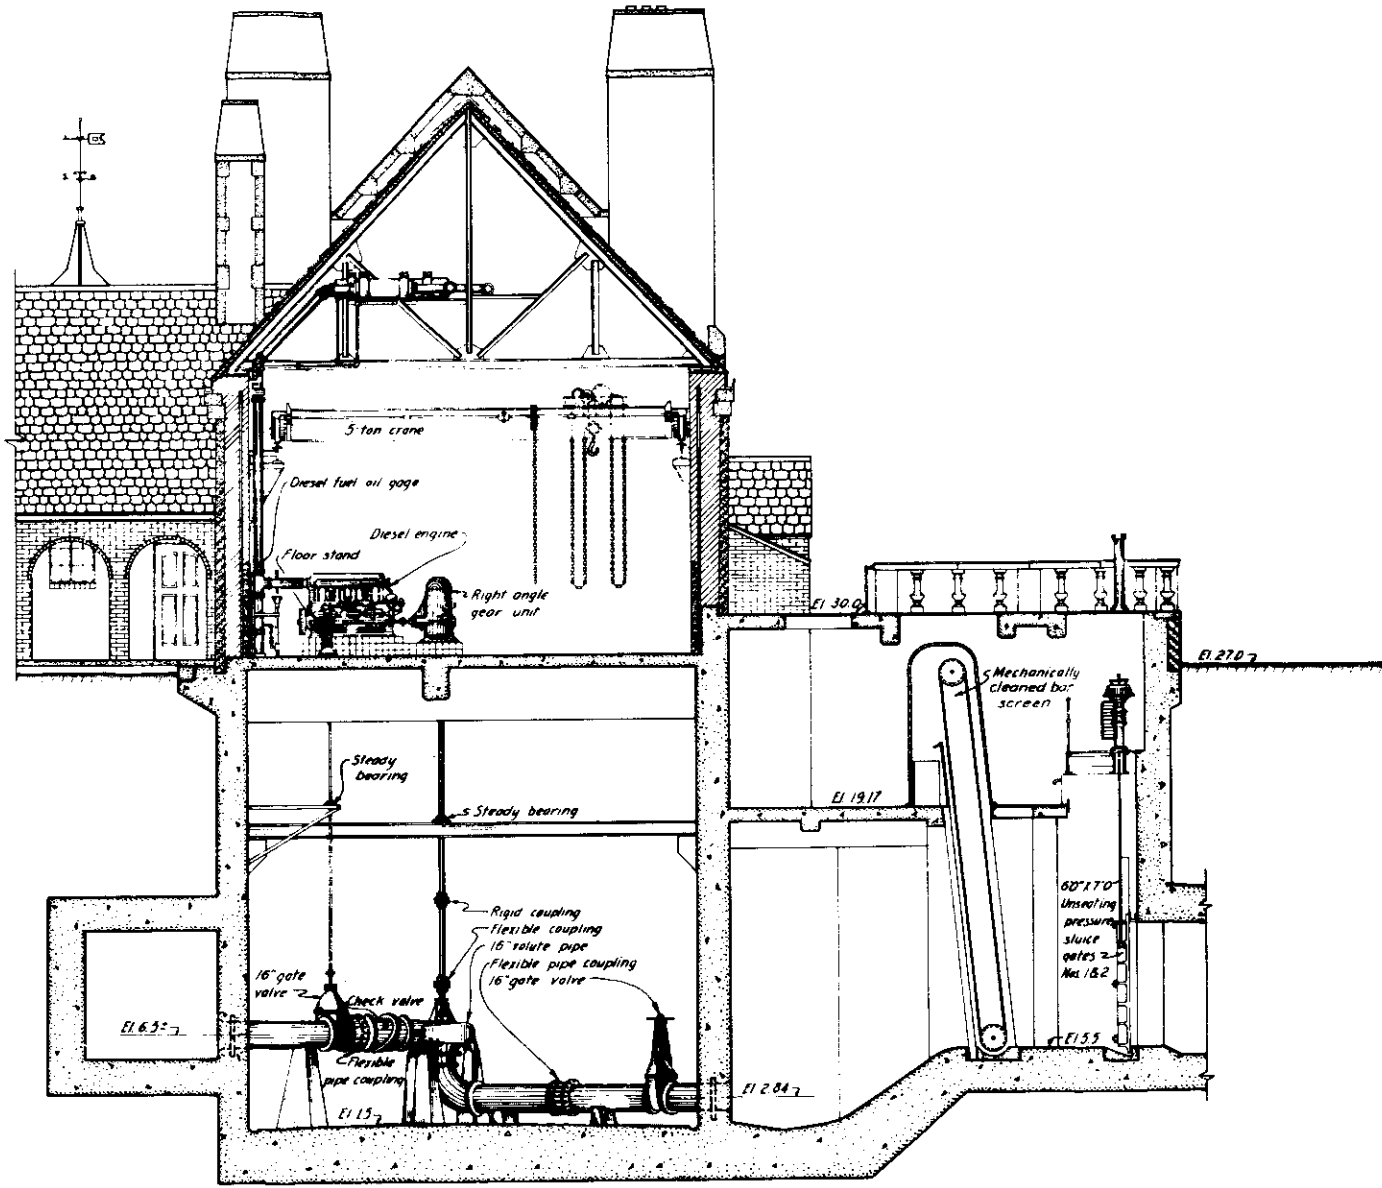 5-ton crane
Diesel fuel oil gage
Diesel engine
Floor stand
Right angle
gear unit
El. 30.0
El. 27.0
Mechanically
cleaned bar
screen
Steady
bearing
Steady bearing
El. 19.17
60"x70"
Unseating
pressure
sluice
gates
Nos. 1&2
Rigid coupling
Flexible coupling
16" volute pipe
Flexible pipe coupling
16" gate valve
16" gate
valve
Check valve
El. 6.5±
Flexible
pipe coupling
El. 5.5
El. 2.84
El. 1.5